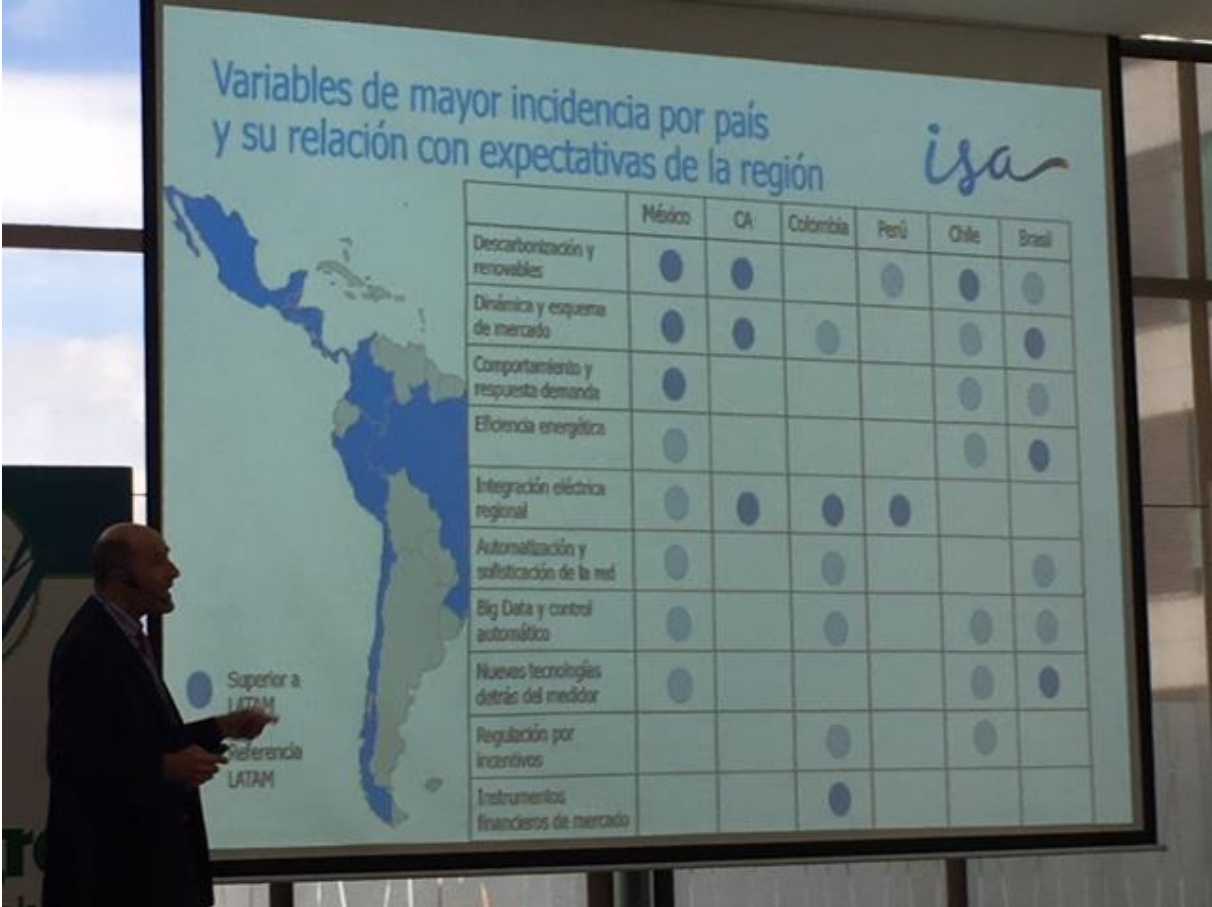 Variables de mayor incidencia por país
y su relación con expectativas de la región
isa
México CA Colombia Perú Chile Brasil
Descarbonización y
renovables
Dinámica y esquema
de mercado
Comportamiento y
respuesta demanda
Eficiencia energética
Integración eléctrica
regional
Automatización y
sofisticación de la red
Big Data y control
automático
Nuevas tecnologías
detrás del medidor
Regulación por
incentivos
Instrumentos
financieros de mercado
Superior a
LATAM
Referencia
LATAM